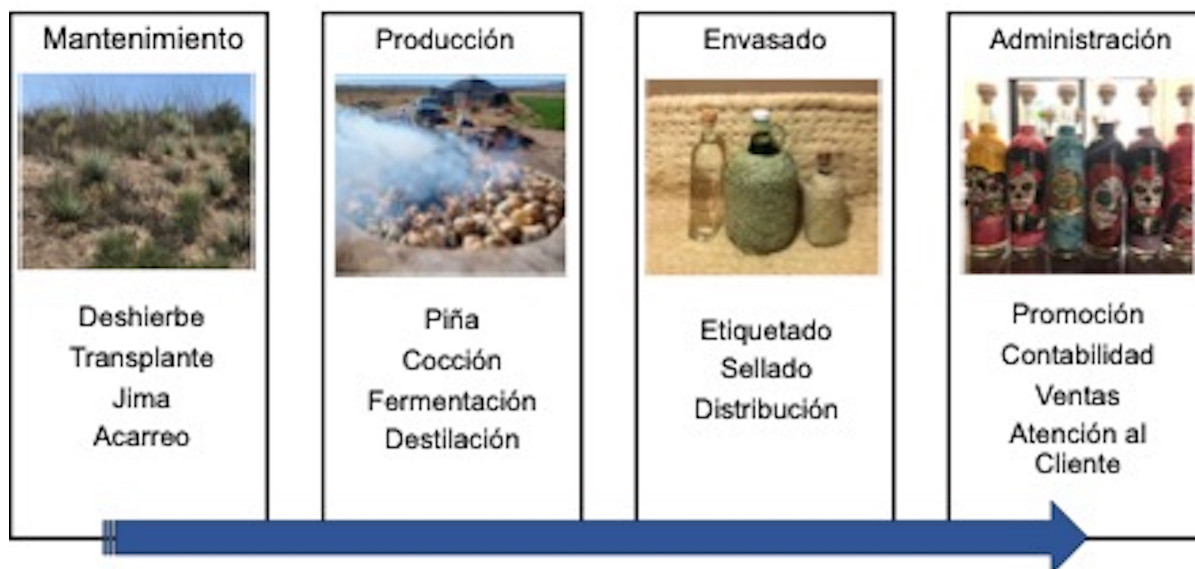 Mantenimiento
Deshierbe
Transplante
Jima
Acarreo
Producción
Piña
Cocción
Fermentación
Destilación
Envasado
Etiquetado
Sellado
Distribución
Administración
Promoción
Contabilidad
Ventas
Atención al
Cliente